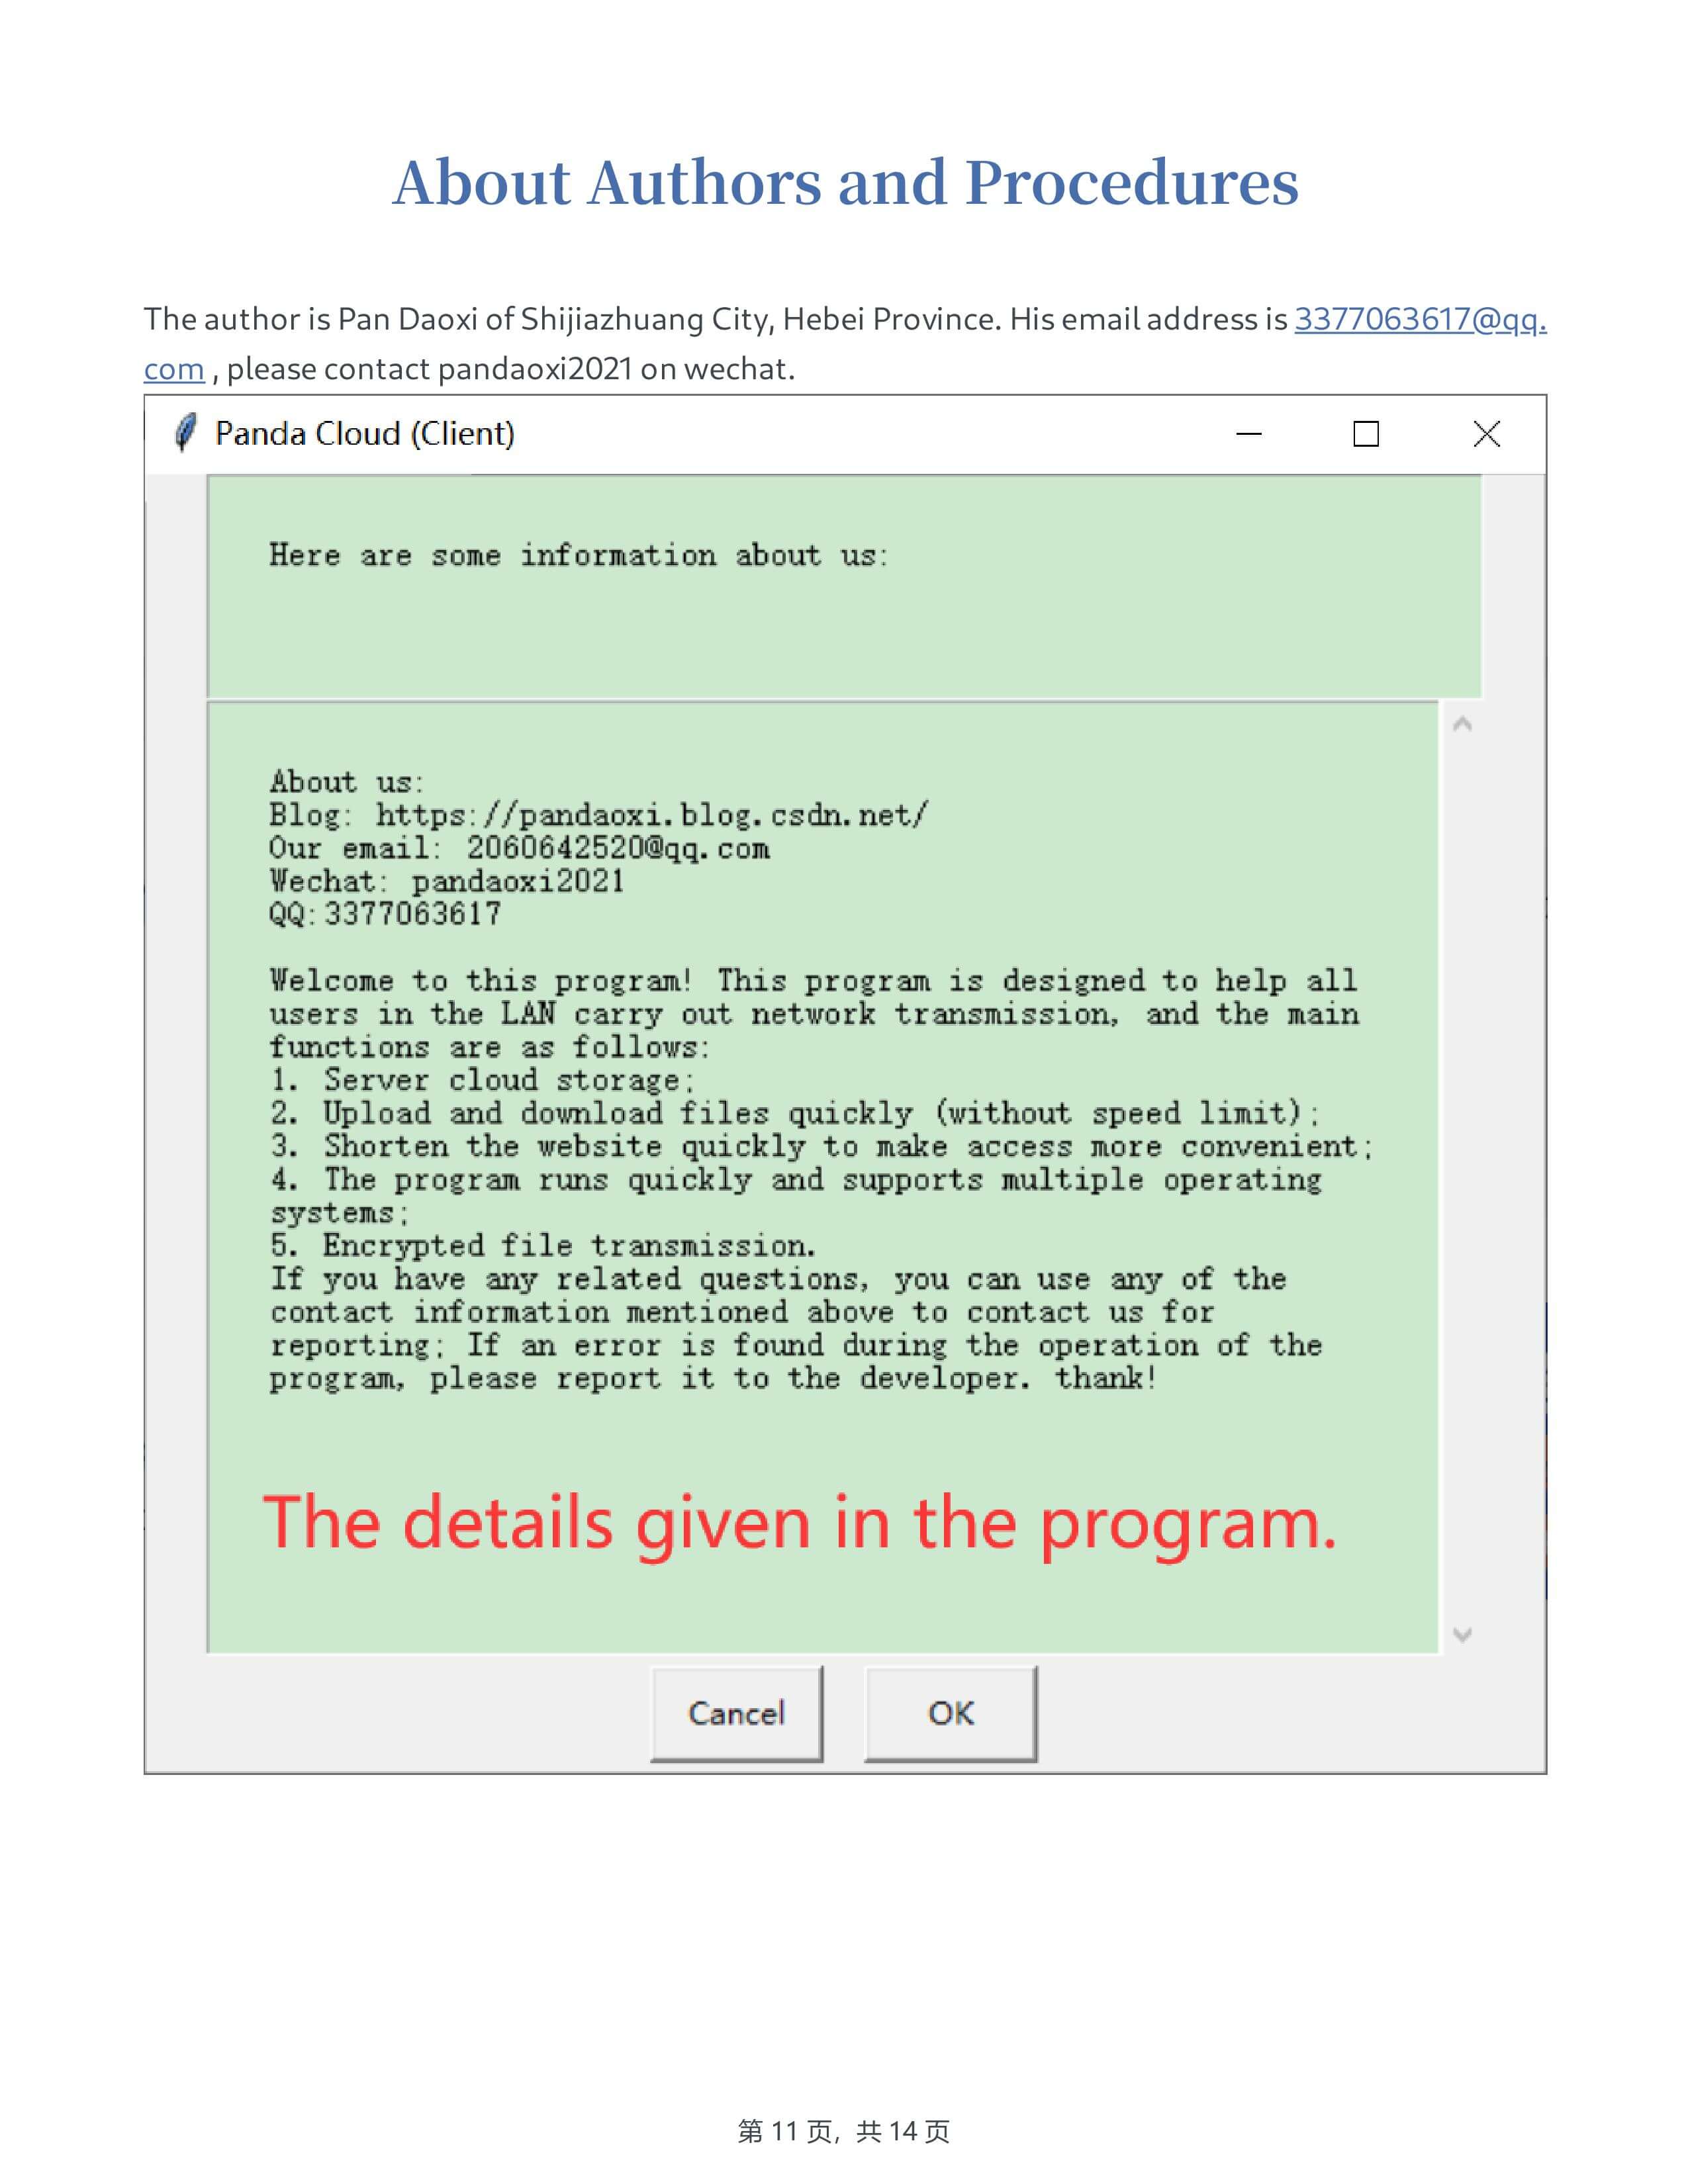 About Authors and Procedures
The author is Pan Daoxi of Shijiazhuang City, Hebei Province. His email address is 3377063617@qq.
com , please contact pandaoxi2021 on wechat.
Panda Cloud (Client)
Here are some information about us:
About us:
Blog: https://pandaoxi.blog.csdn.net/
Our email: 2060642520@qq.com
Wechat: pandaoxi2021
QQ:3377063617
Welcome to this program! This program is designed to help all
users in the LAN carry out network transmission, and the main
functions are as follows:
1. Server cloud storage;
2. Upload and download files quickly (without speed limit);
3. Shorten the website quickly to make access more convenient;
4. The program runs quickly and supports multiple operating
systems;
5. Encrypted file transmission.
If you have any related questions, you can use any of the
contact information mentioned above to contact us for
reporting; If an error is found during the operation of the
program, please report it to the developer. thank!
The details given in the program.
Cancel OK
第 11 页, 共 14 页